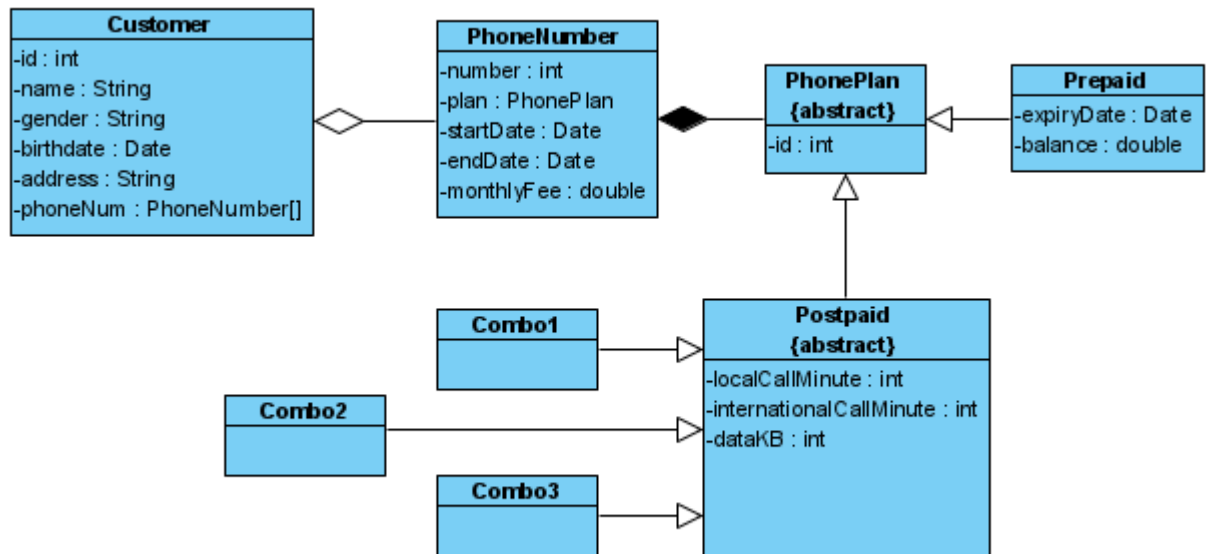 Customer
-id : int
-name : String
-gender : String
-birthdate : Date
-address : String
-phoneNum : PhoneNumber[]
PhoneNumber
-number : int
-plan : PhonePlan
-startDate : Date
-endDate : Date
-monthlyFee : double
PhonePlan
{abstract}
-id : int
Prepaid
-expiryDate : Date
-balance : double
Combo1
Combo2
Combo3
Postpaid
{abstract}
-localCallMinute : int
-internationalCallMinute : int
-dataKB : int